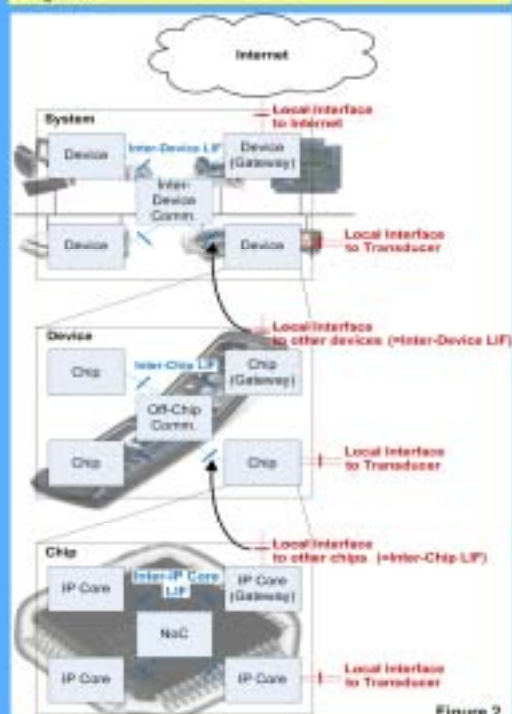 Internet
Local Interface
to Internet
System
Device
Inter-Device LIF
Device
(Gateway)
Inter-
Device
Comm.
Device
Device
Local Interface
to Transducer
Local Interface
to other devices (=Inter-Device LIF)
Device
Chip
Inter-Chip LIF
Chip
(Gateway)
Off-Chip
Comm.
Chip
Chip
Local Interface
to Transducer
Local Interface
to other chips (=Inter-Chip LIF)
Chip
IP Core
Inter-IP Core
LIF
IP Core
(Gateway)
NoC
IP Core
IP Core
Local Interface
to Transducer
Figure 2